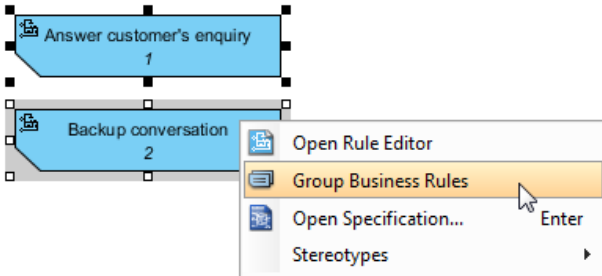 Answer customer's enquiry
1
Backup conversation
2
Open Rule Editor
Group Business Rules
Open Specification... Enter
Stereotypes